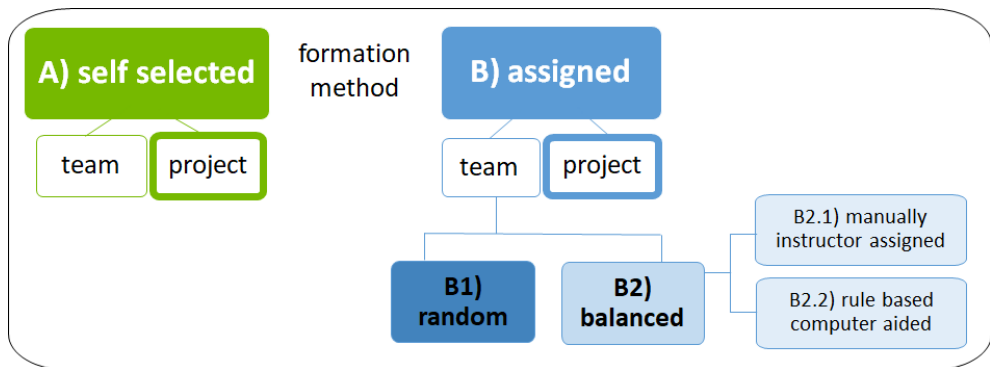 A) self selected
formation
method
B) assigned
team
project
team
project
B2.1) manually
instructor assigned
B1)
random
B2)
balanced
B2.2) rule based
computer aided